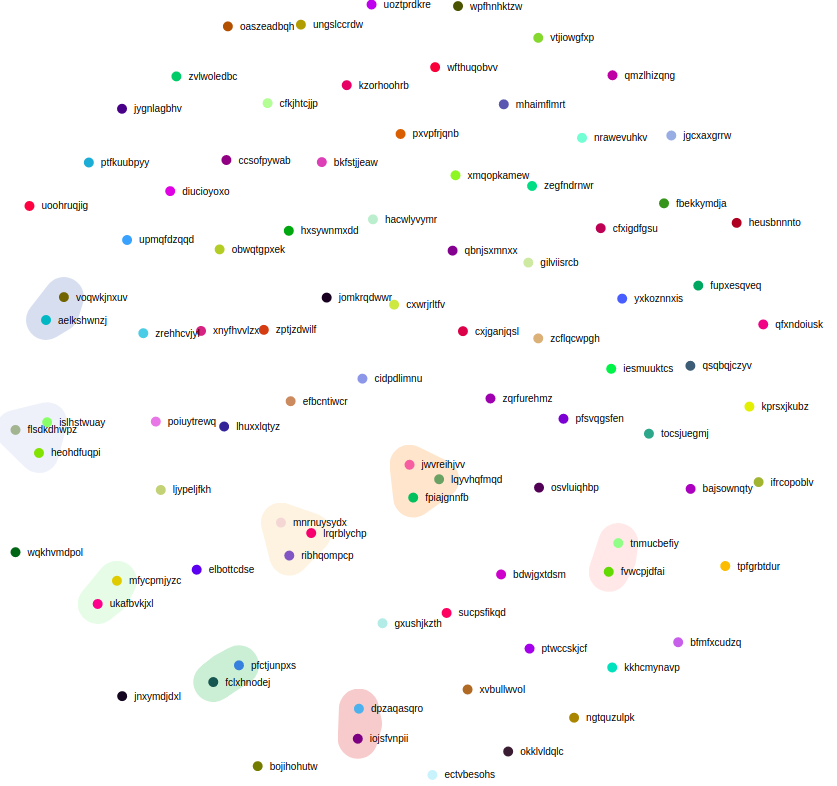 uoztprdkre
wpfhnhktzw
oaszeadbqh
ungslccrdw
vtjiowgfxp
wfthuqobvv
zvlwoledbc
qmzlhizqng
kzorhoohrb
cfkjhtcjjp
mhaimflmrt
jygnlagbhv
pxvpfrjqnb
nrawevuhkv
jgcxaxgrrw
ptfkuubpyy
ccsofpywab
bkfstjjeaw
xmqopkamew
zegfndrnwr
diucioyoxo
fbekkymdja
uoohruqjig
hacwlyvymr
heusbnnnto
cfxigdfgsu
hxsywnmxdd
upmqfdzqqd
obwqtgpxek
qbnjsxmnxx
gilviisrcb
fupxesqveq
voqwkjnxuv
jomkrqdwwr
cxwrjrltfv
yxkoznnxis
aelkshwnzj
zrehhcvjyf
xnyfhvvlzx
zptjzdwilf
cxjganjqsl
qfxndoiusk
zcflqcwpgh
iesmuuktcs
qsqbqjczyv
cidpdlimnu
zqrfurehmz
efbcntiwcr
kprsxjkubz
pfsvqgsfen
islhstwuay
poiuytrewq
lhuxxlqtyz
flsdkdhwpz
tocsjuegmj
heohdfuqpi
jwvreihjvv
lqyvhqfmqd
ifrcopoblv
osvluiqhbp
bajsownqty
ljypeljfkh
fpiajgnnfb
mnrnuysydx
lrqrblychp
tnmucbefiy
wqkhvmdpol
ribhqompcp
tpfgrbtdur
elbottcdse
fvwcpjdfai
bdwjgxtdsm
mfycpmjyzc
ukafbvkjxl
sucpsfikqd
gxushjkzth
bfmfxcudzq
ptwccskjcf
pfctjunpxs
kkhcmynavp
fclxhnodej
xvbullwvol
jnxymdjdxl
dpzaqasqro
ngtquzulpk
iojsfvnpii
okklvldqlc
bojihohutw
ectvbesohs